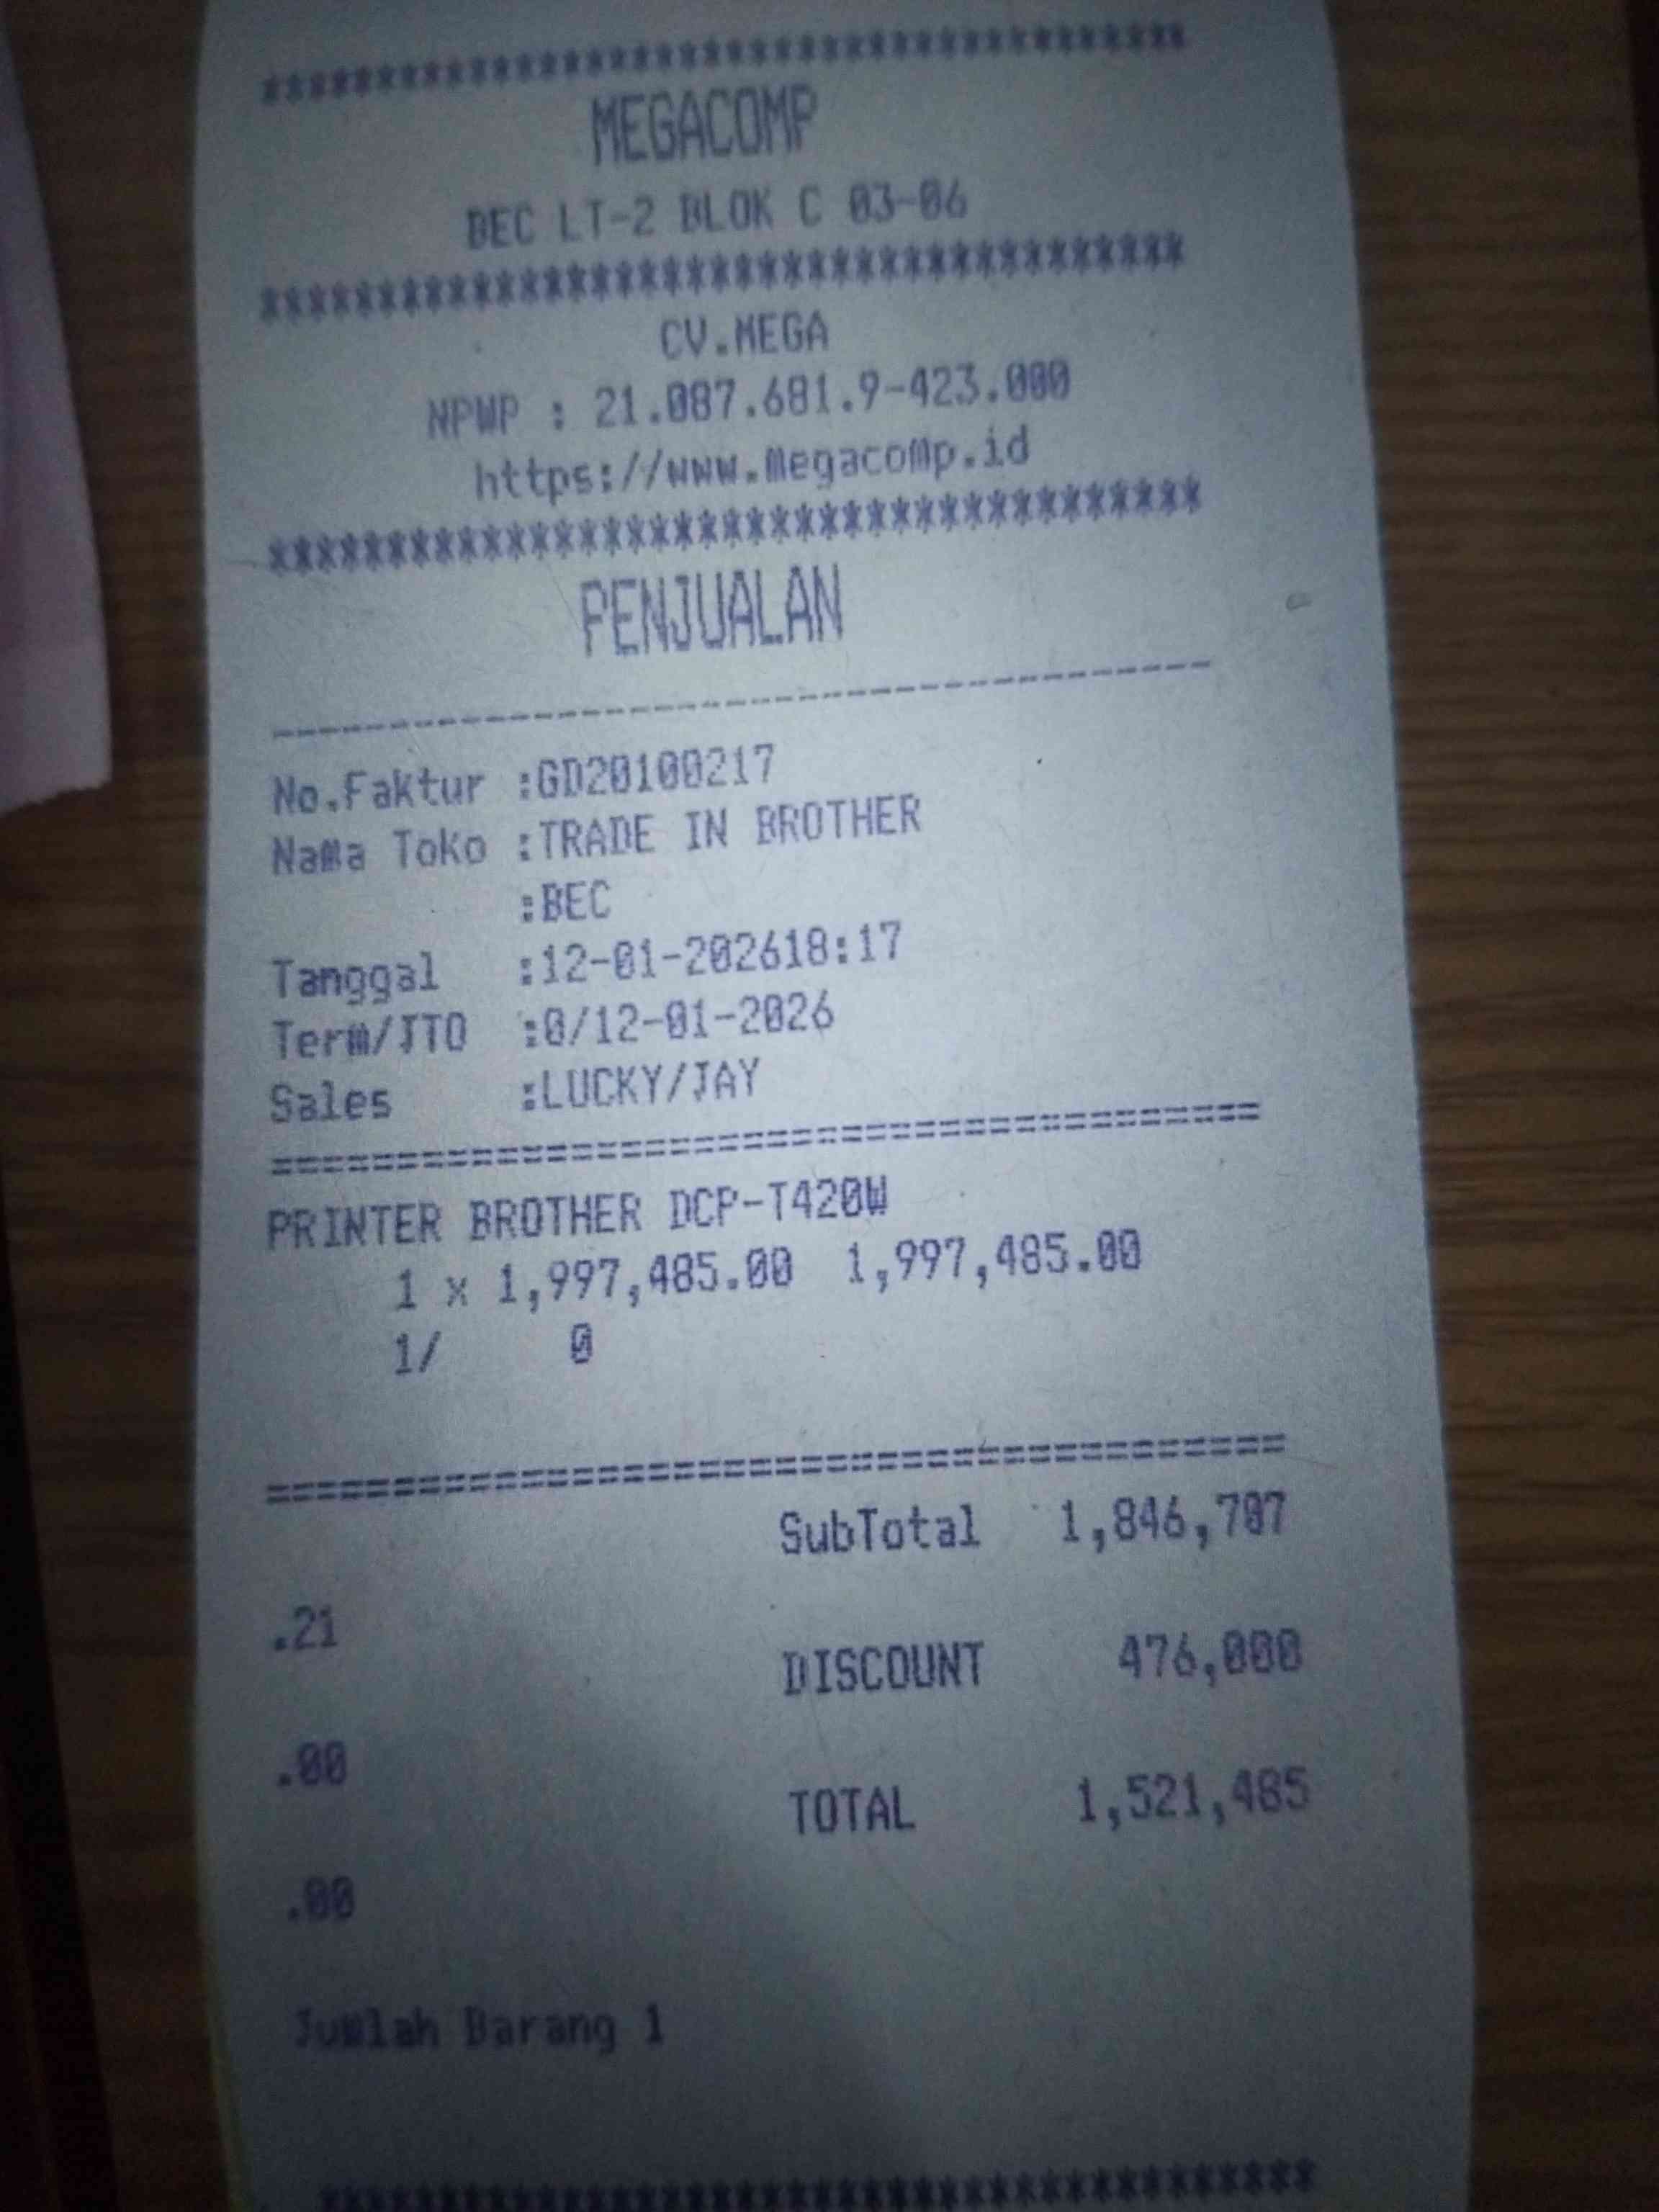 ************************************
MEGACOMP
BEC LT-2 BLOK C 03-06
************************************
CV.MEGA
NPWP : 21.087.681.9-423.000
https://www.megacomp.id
************************************
PENJUALAN
----------------------------------------
No.Faktur :GD20100217
Nama Toko :TRADE IN BROTHER
:BEC
Tanggal :12-01-202618:17
Term/JTO :0/12-01-2026
Sales :LUCKY/JAY
========================================
PRINTER BROTHER DCP-T420W
1 x 1,997,485.00 1,997,485.00
1/ 0
========================================
SubTotal 1,846,707
.21
DISCOUNT 476,000
.00
TOTAL 1,521,485
.00
Jumlah Barang 1
****************************************